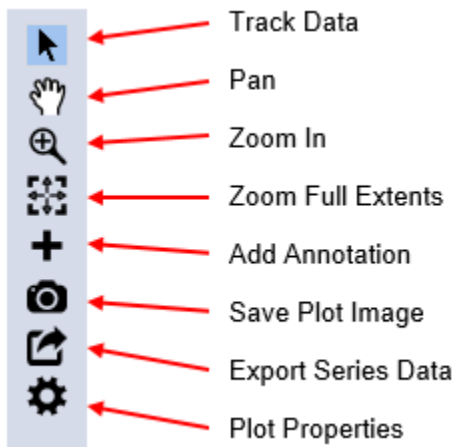 Track Data
Pan
Zoom In
Zoom Full Extents
Add Annotation
Save Plot Image
Export Series Data
Plot Properties